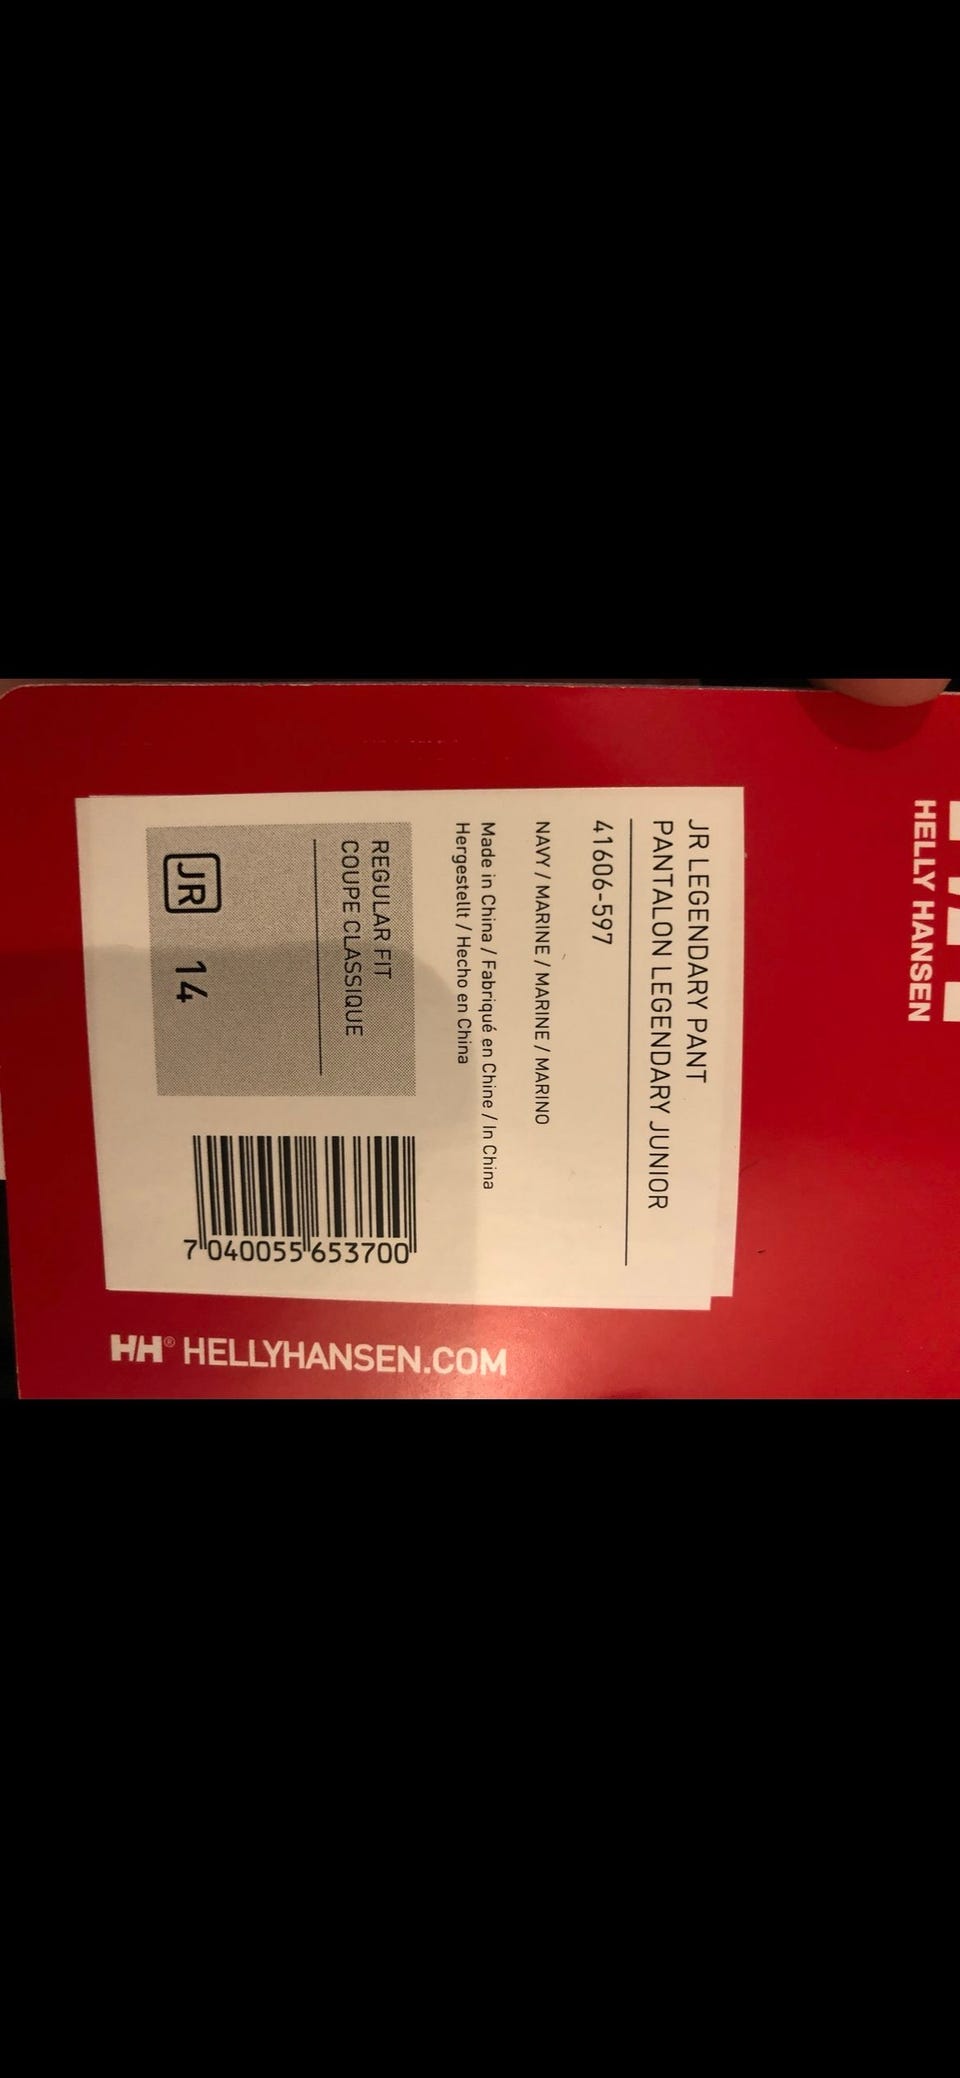 HELLY HANSEN
JR LEGENDARY PANT
PANTALON LEGENDARY JUNIOR
41606-597
NAVY / MARINE / MARINE / MARINO
Made in China / Fabriqué en Chine / In China
Hergestellt / Hecho en China
REGULAR FIT
COUPE CLASSIQUE
JR 14
7 040055 653700
HH® HELLYHANSEN.COM